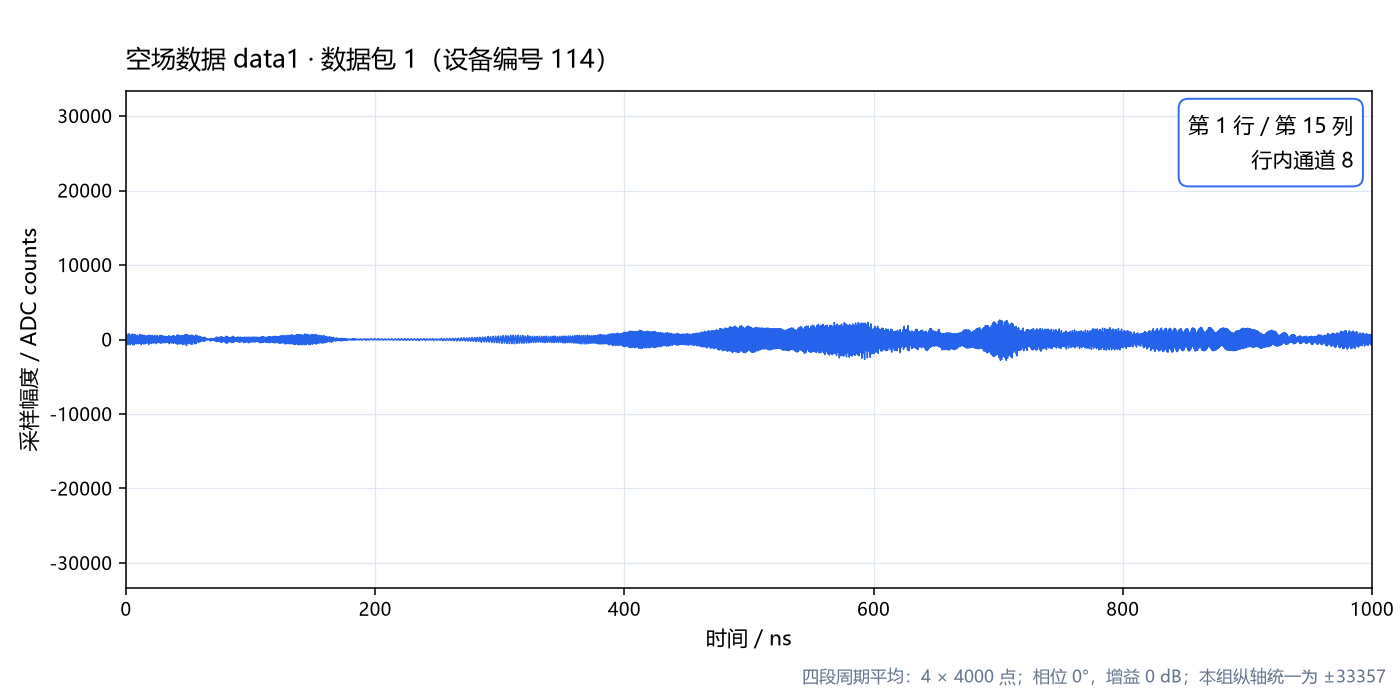 空场数据 data1 · 数据包 1（设备编号 114）
第 1 行 / 第 15 列
行内通道 8
采样幅度 / ADC counts
30000
20000
10000
0
-10000
-20000
-30000
0 200 400 600 800 1000
时间 / ns
四段周期平均：4 × 4000 点；相位 0°，增益 0 dB；本组纵轴统一为 ±33357